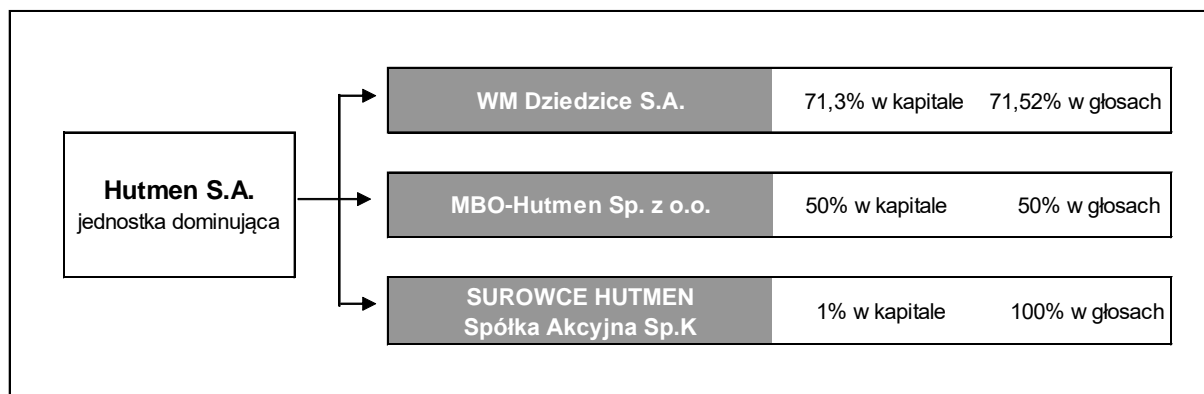 Hutmen S.A.
jednostka dominująca
WM Dziedzice S.A. 71,3% w kapitale 71,52% w głosach
MBO-Hutmen Sp. z o.o. 50% w kapitale 50% w głosach
SUROWCE HUTMEN
Spółka Akcyjna Sp.K 1% w kapitale 100% w głosach